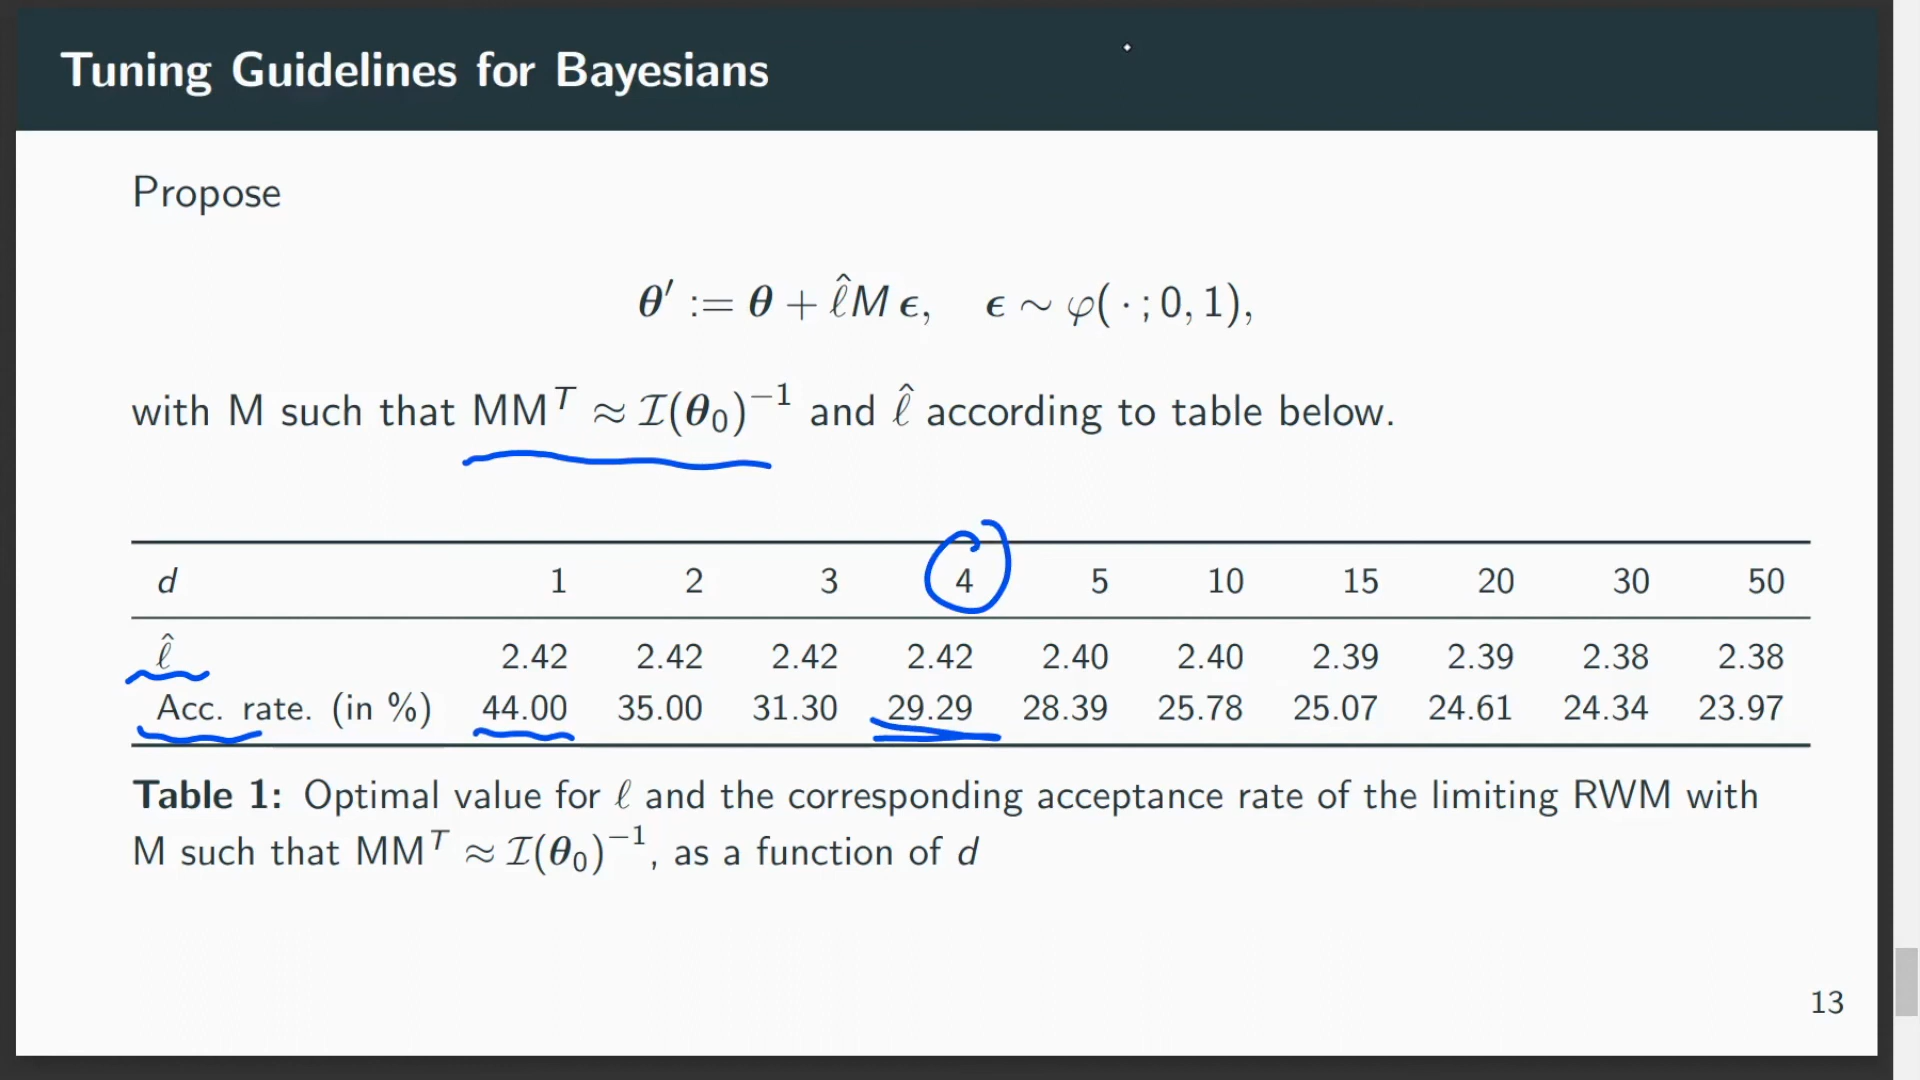 Tuning Guidelines for Bayesians
Propose
θ′ := θ + ℓ̂M ϵ, ϵ ∼ φ( · ; 0, 1),
with M such that MMᵀ ≈ ℐ(θ₀)⁻¹ and ℓ̂ according to table below.
d 1 2 3 4 5 10 15 20 30 50
ℓ̂ 2.42 2.42 2.42 2.42 2.40 2.40 2.39 2.39 2.38 2.38
Acc. rate. (in %) 44.00 35.00 31.30 29.29 28.39 25.78 25.07 24.61 24.34 23.97
Table 1: Optimal value for ℓ and the corresponding acceptance rate of the limiting RWM with
M such that MMᵀ ≈ ℐ(θ₀)⁻¹, as a function of d
13